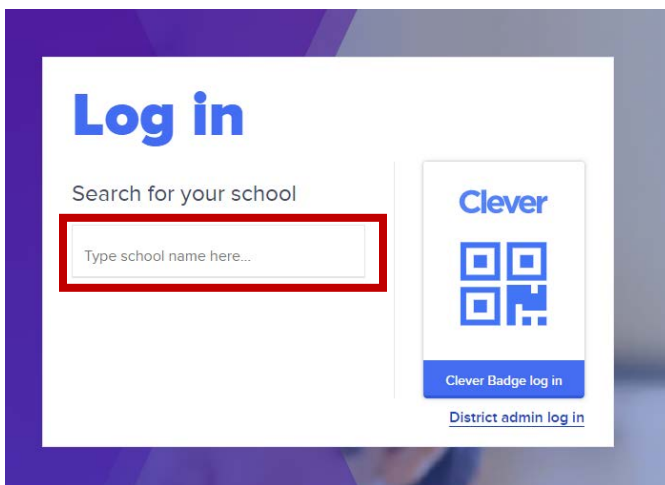 Log in
Search for your school
Type school name here...
Clever
Clever Badge log in
District admin log in